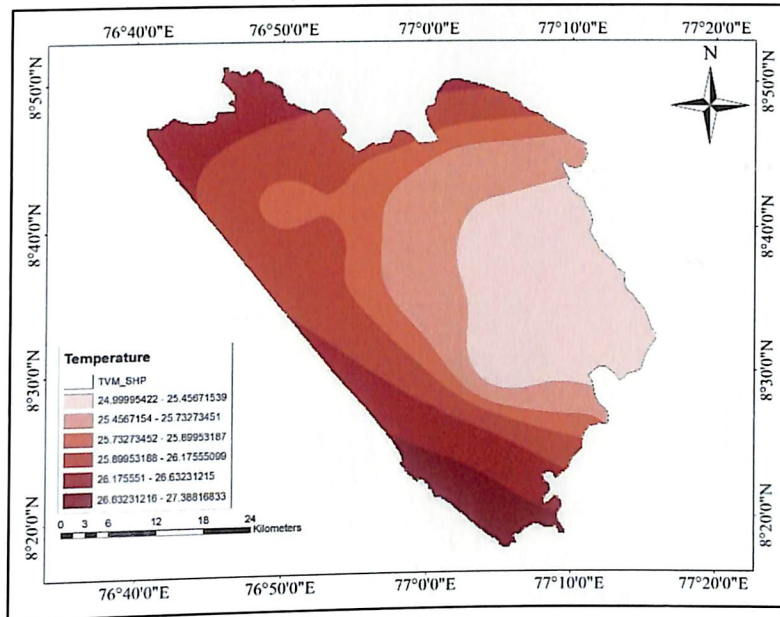 76°40'0"E 76°50'0"E 77°0'0"E 77°10'0"E 77°20'0"E
N
8°50'0"N
8°50'0"N
8°40'0"N
8°40'0"N
8°30'0"N
8°30'0"N
8°20'0"N
8°20'0"N
Temperature
TVM_SHP
24.99995422 - 25.45671539
25.4567154 - 25.73273451
25.73273452 - 25.89953187
25.89953188 - 26.17555099
26.175551 - 26.63231215
26.63231216 - 27.38816833
0 3 6 12 18 24
Kilometers
76°40'0"E 76°50'0"E 77°0'0"E 77°10'0"E 77°20'0"E